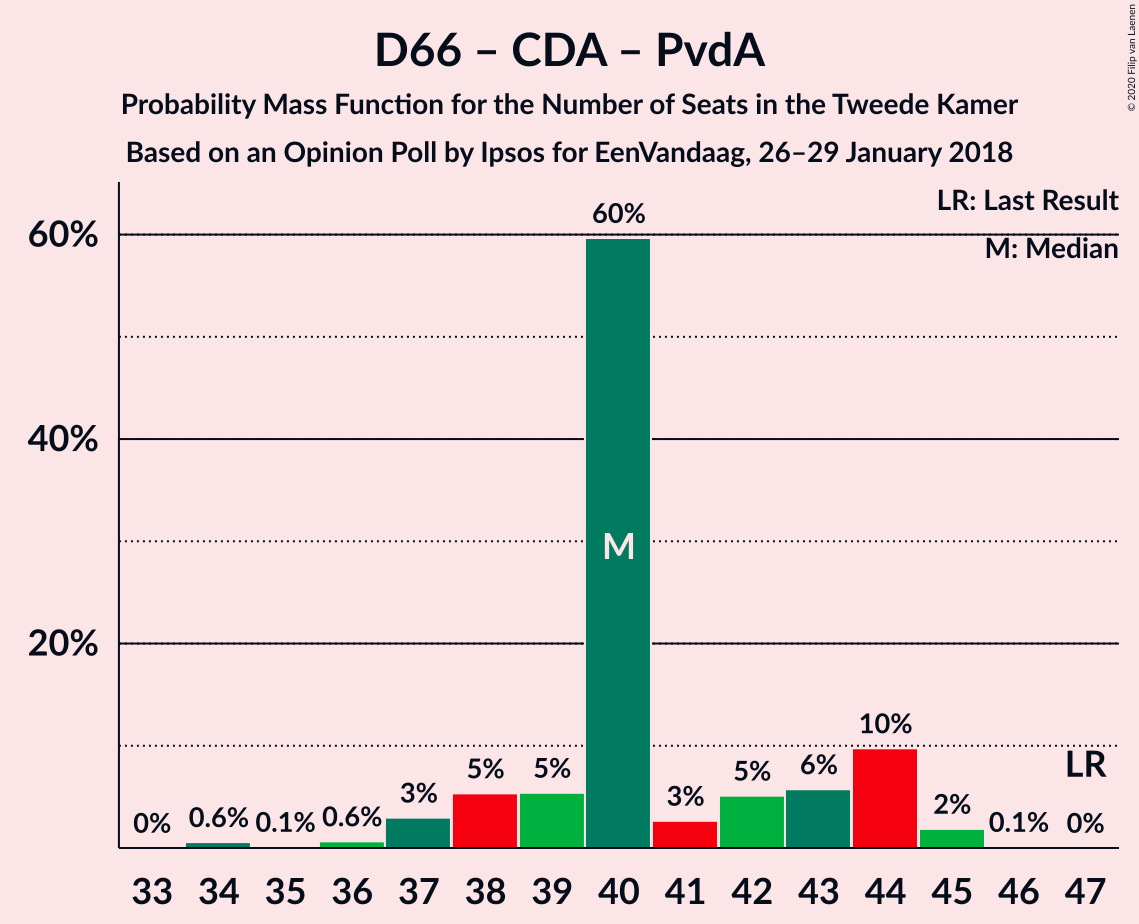 D66 – CDA – PvdA
Probability Mass Function for the Number of Seats in the Tweede Kamer
Based on an Opinion Poll by Ipsos for EenVandaag, 26–29 January 2018
© 2020 Filip van Laenen
LR: Last Result
M: Median
60%
40%
20%
0% 0.6% 0.1% 0.6% 3% 5% 5% 60% 3% 5% 6% 10% 2% 0.1% 0%
M
LR
33 34 35 36 37 38 39 40 41 42 43 44 45 46 47